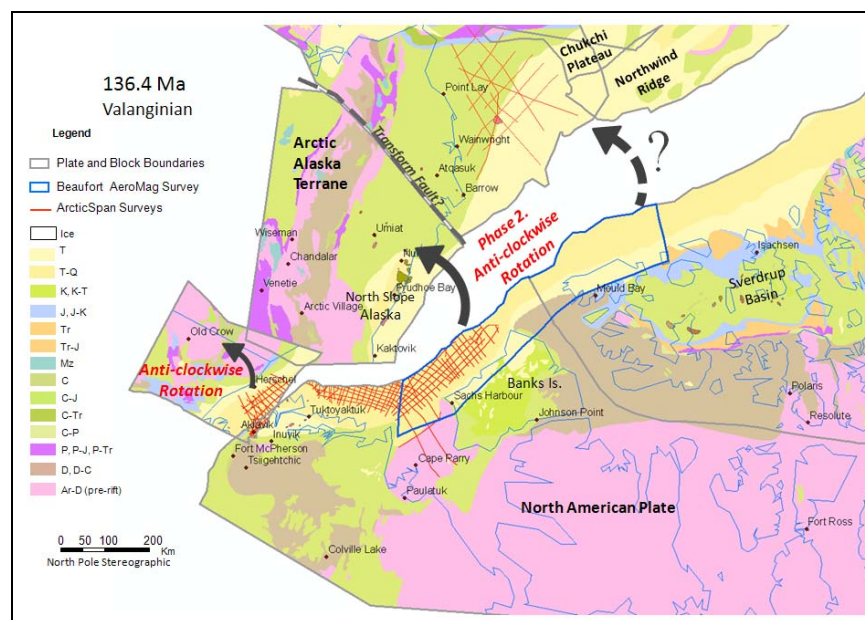 136.4 Ma
Valanginian
Legend
Plate and Block Boundaries
Beaufort AeroMag Survey
ArcticSpan Surveys
Ice
T
T-Q
K, K-T
J, J-K
Tr
Tr-J
Mz
C
C-J
C-Tr
C-P
P, P-J, P-Tr
D, D-C
Ar-D (pre-rift)
0 50 100 200
Km
North Pole Stereographic
Chukchi
Plateau
Northwind
Ridge
Point Lay
Wainwright
Atqasuk
Barrow
Transform Fault?
Arctic
Alaska
Terrane
Umiat
Wiseman
Chandalar
Venetie
Arctic Village
Prudhoe Bay
North Slope
Alaska
Kaktovik
Phase 2.
Anti-clockwise
Rotation
?
Isachsen
Sverdrup
Basin
Mould Bay
Old Crow
Anti-clockwise
Rotation
Herschel
Aklavik
Inuvik
Tuktoyaktuk
Fort McPherson
Tsigehtchic
Banks Is.
Sachs Harbour
Johnson Point
Cape Parry
Paulatuk
Polaris
Resolute
North American Plate
Fort Ross
Colville Lake